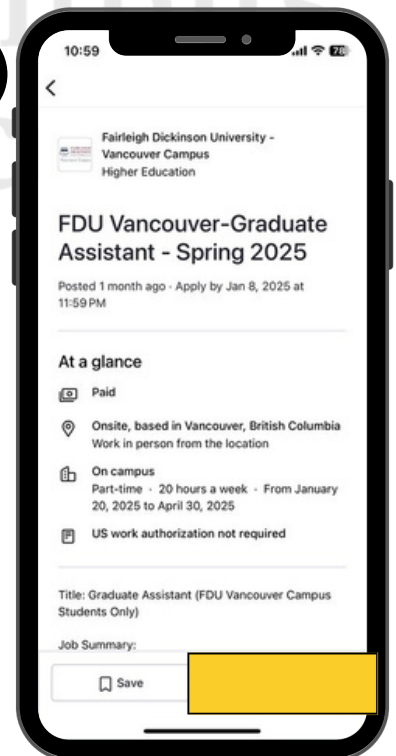 10:59
78
Fairleigh Dickinson University -
Vancouver Campus
Higher Education
FDU Vancouver-Graduate
Assistant - Spring 2025
Posted 1 month ago · Apply by Jan 8, 2025 at
11:59 PM
At a glance
Paid
Onsite, based in Vancouver, British Columbia
Work in person from the location
On campus
Part-time · 20 hours a week · From January
20, 2025 to April 30, 2025
US work authorization not required
Title: Graduate Assistant (FDU Vancouver Campus
Students Only)
Job Summary:
Save